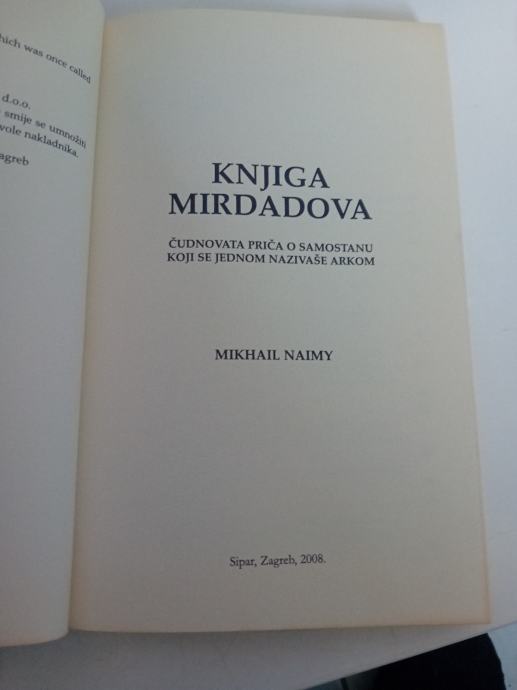 hich was once called
d.o.o.
smije se umnožiti
vole nakladnika.
agreb
KNJIGA
MIRDADOVA
ČUDNOVATA PRIČA O SAMOSTANU
KOJI SE JEDNOM NAZIVAŠE ARKOM
MIKHAIL NAIMY
Sipar, Zagreb, 2008.